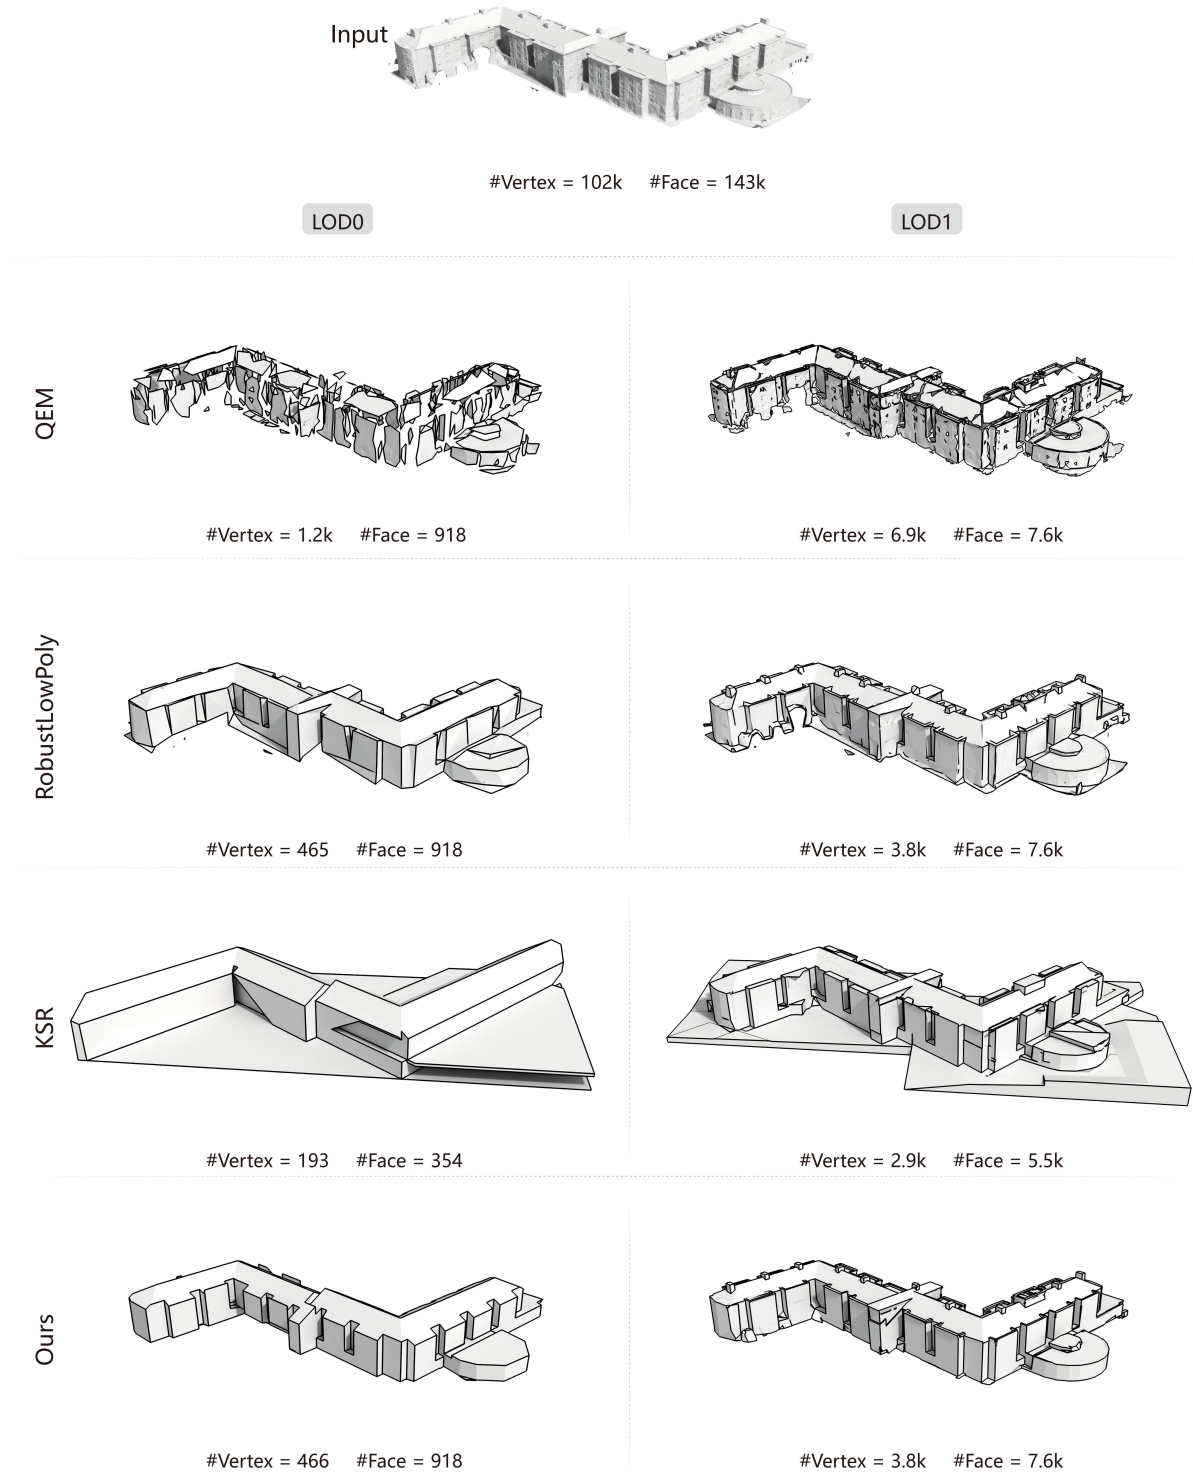 Input
#Vertex = 102k #Face = 143k
LOD0 LOD1
QEM
#Vertex = 1.2k #Face = 918 #Vertex = 6.9k #Face = 7.6k
RobustLowPoly
#Vertex = 465 #Face = 918 #Vertex = 3.8k #Face = 7.6k
KSR
#Vertex = 193 #Face = 354 #Vertex = 2.9k #Face = 5.5k
Ours
#Vertex = 466 #Face = 918 #Vertex = 3.8k #Face = 7.6k